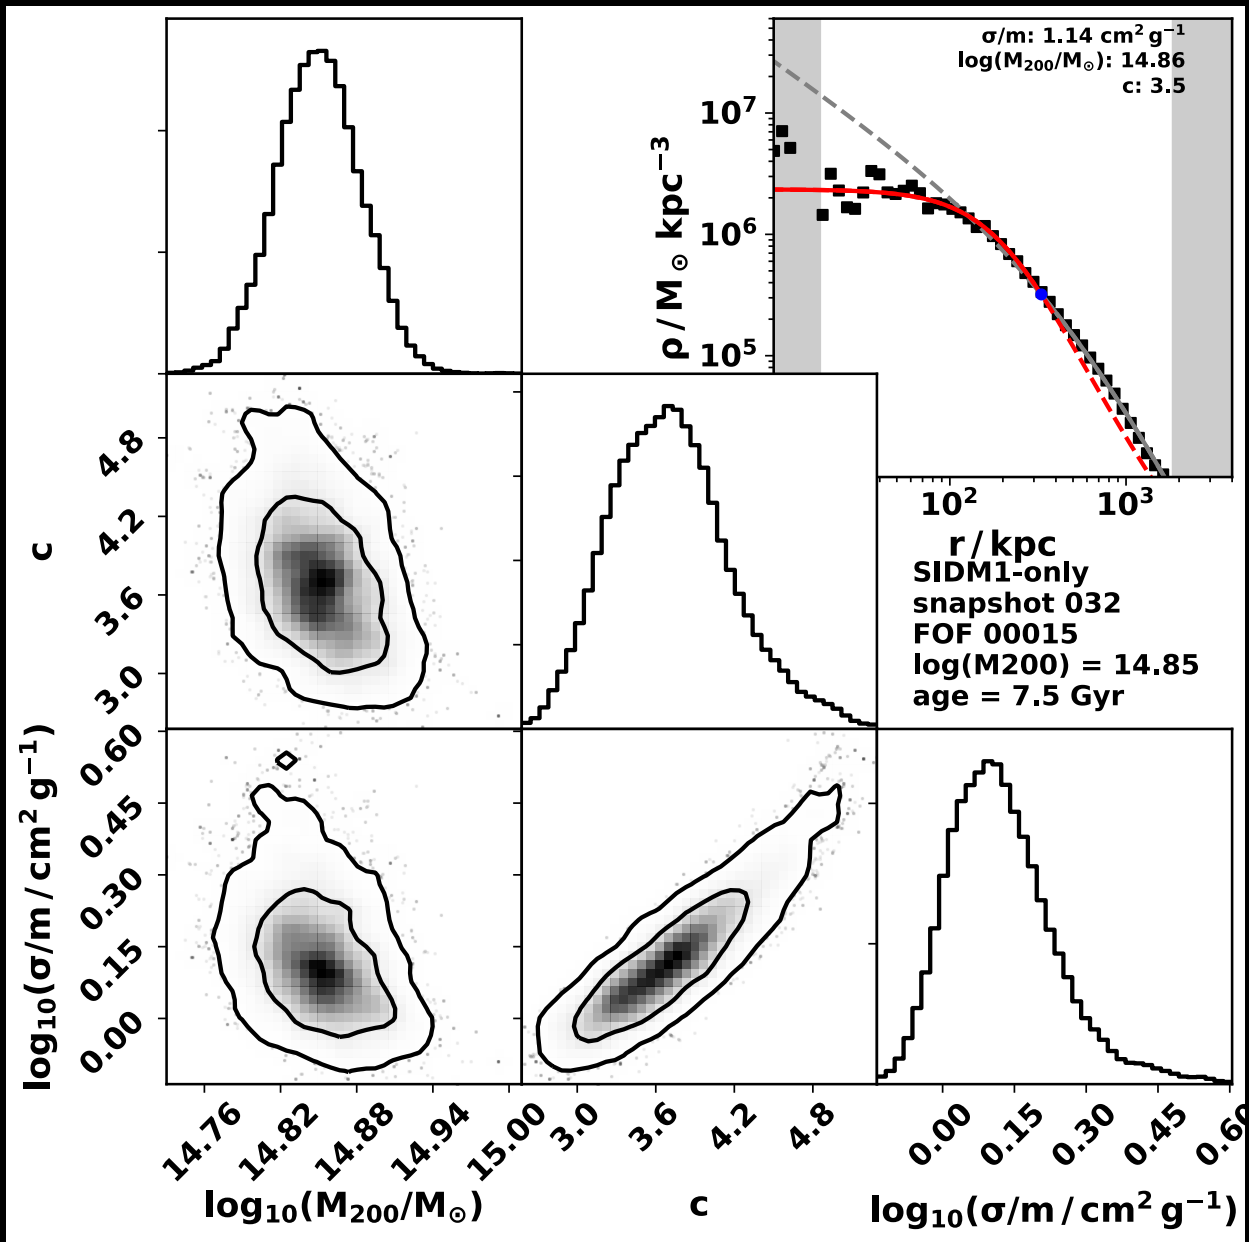 σ/m: 1.14 cm² g⁻¹
log(M₂₀₀/M☉): 14.86
c: 3.5
10⁷
10⁶
10⁵
ρ / M☉ kpc⁻³
10² 10³
r / kpc
SIDM1-only
snapshot 032
FOF 00015
log(M200) = 14.85
age = 7.5 Gyr
4.8
4.2
3.6
3.0
c
0.60
0.45
0.30
0.15
0.00
log₁₀(σ/m / cm² g⁻¹)
14.76 14.82 14.88 14.94 15.00
log₁₀(M₂₀₀/M☉)
3.0 3.6 4.2 4.8
c
0.00 0.15 0.30 0.45 0.60
log₁₀(σ/m / cm² g⁻¹)